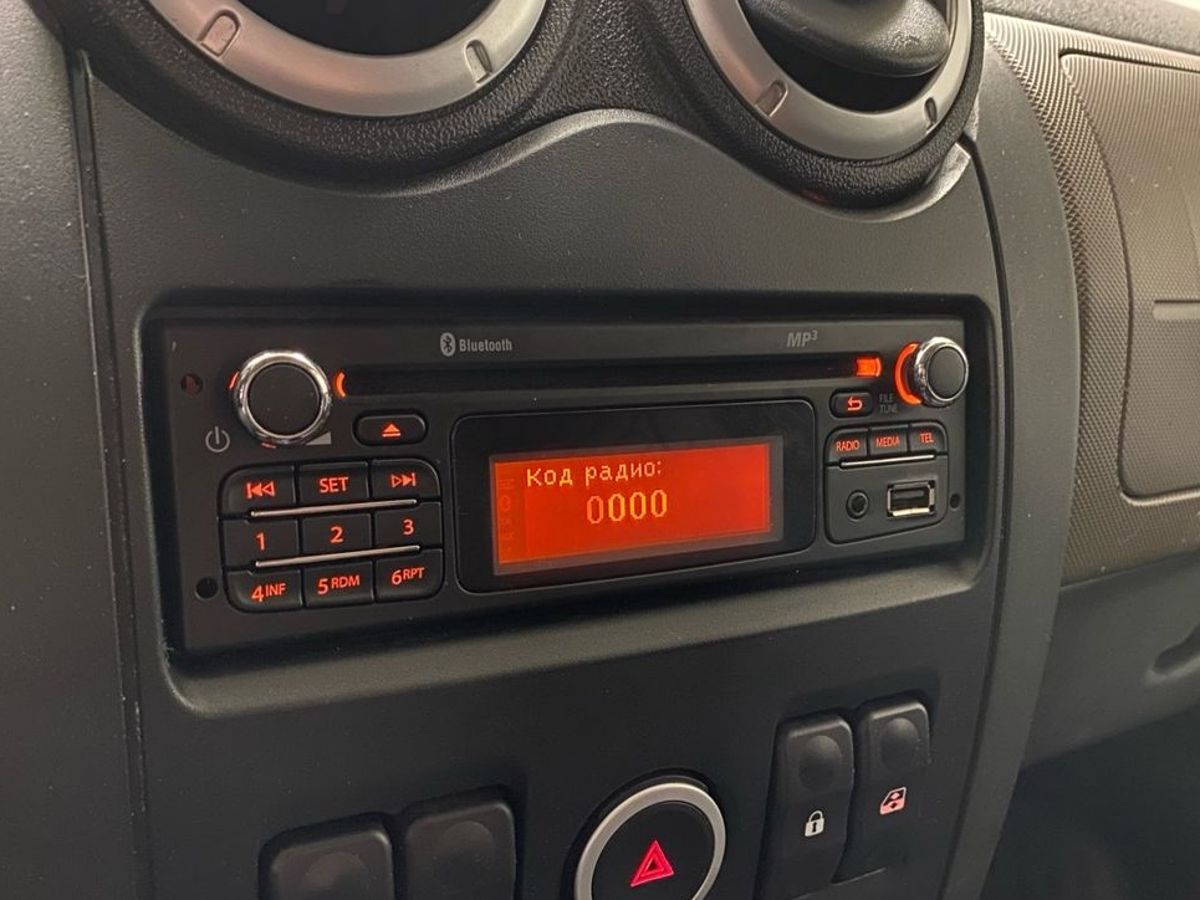 Bluetooth
MP3
FILE
TUNE
RADIO MEDIA TEL
SET
Код радио:
0000
1 2 3
4INF 5RDM 6RPT